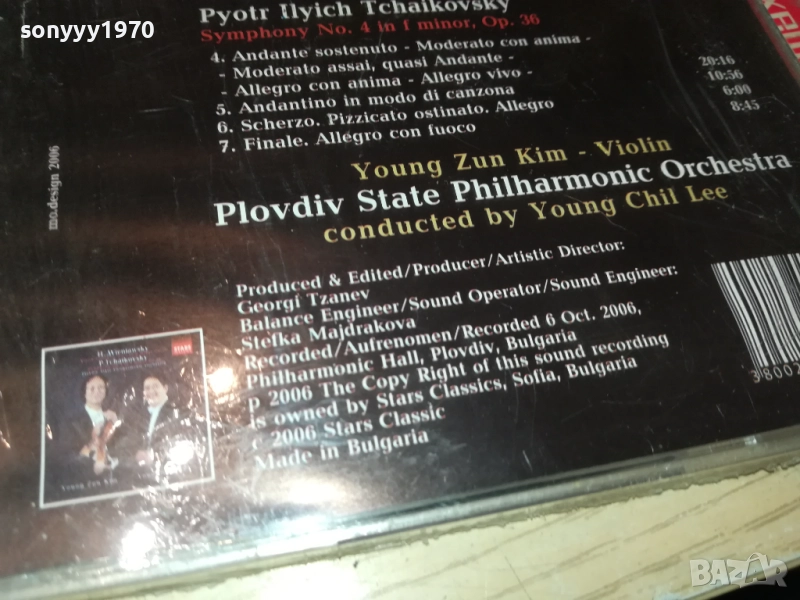 sonyyy1970
Pyotr Ilyich Tchaikovsky
Symphony No. 4 in f minor, Op. 36
4. Andante sostenuto - Moderato con anima -
- Moderato assai, quasi Andante -
- Allegro con anima - Allegro vivo - 20:16
5. Andantino in modo di canzona 10:56
6. Scherzo. Pizzicato ostinato. Allegro 6:00
7. Finale. Allegro con fuoco 8:45
Young Zun Kim - Violin
Plovdiv State Philharmonic Orchestra
conducted by Young Chil Lee
mo.design 2006
Produced & Edited/Producer/Artistic Director:
Georgi Tzanev
Balance Engineer/Sound Operator/Sound Engineer:
Stefka Majdrakova
Recorded/Aufrenomen/Recorded 6 Oct. 2006,
Philharmonic Hall, Plovdiv, Bulgaria
p 2006 The Copy Right of this sound recording
is owned by Stars Classics, Sofia, Bulgaria
c 2006 Stars Classic
Made in Bulgaria
H. Wieniawsky
P. Tchaikovsky
STARS
Young Zun Kim
38002
BAZAR